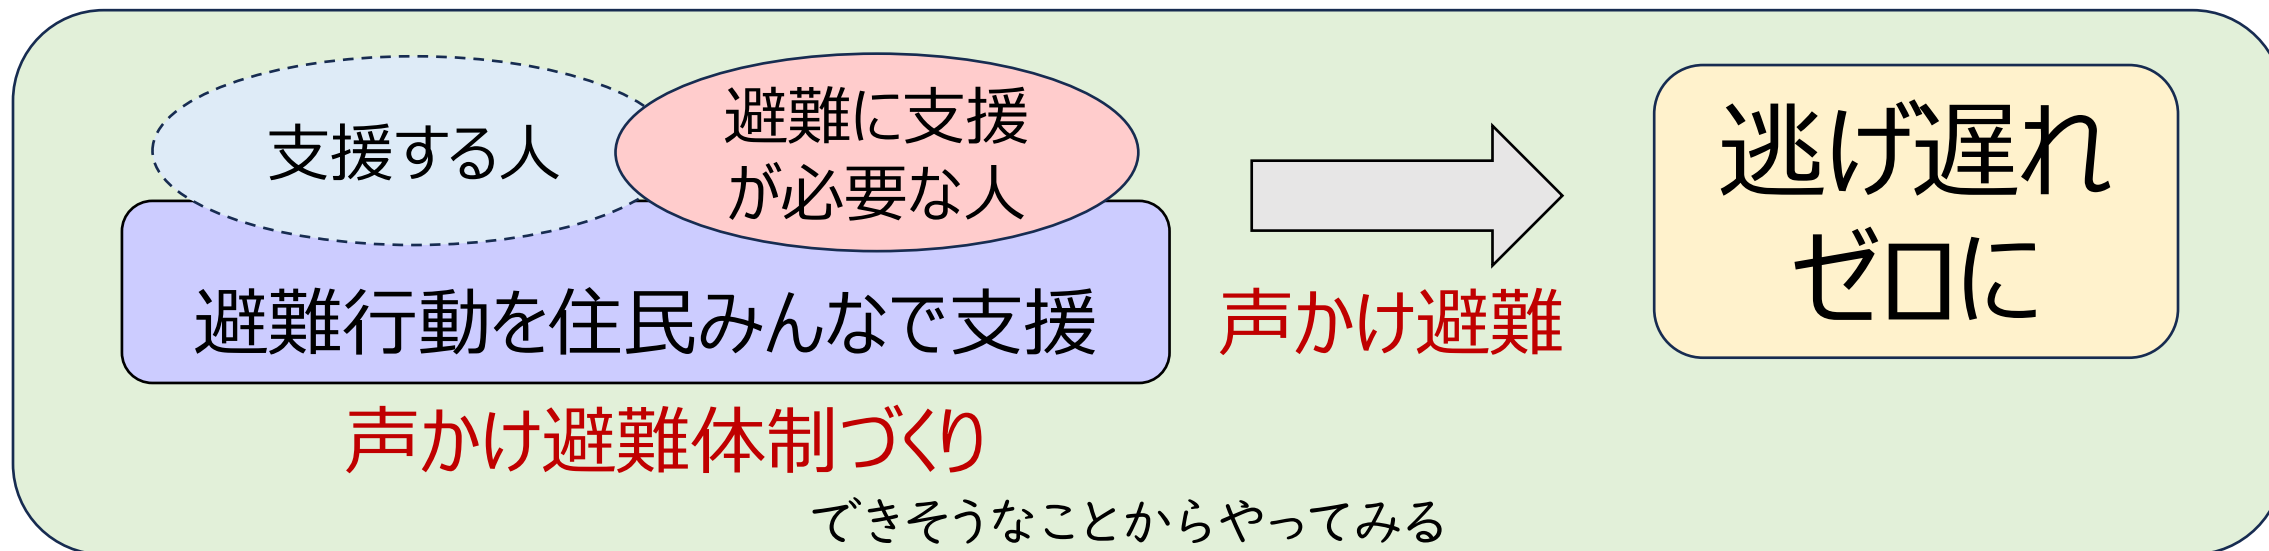 支援する人
避難に支援
が必要な人
避難行動を住民みんなで支援
声かけ避難体制づくり
声かけ避難
逃げ遅れ
ゼロに
できそうなことからやってみる